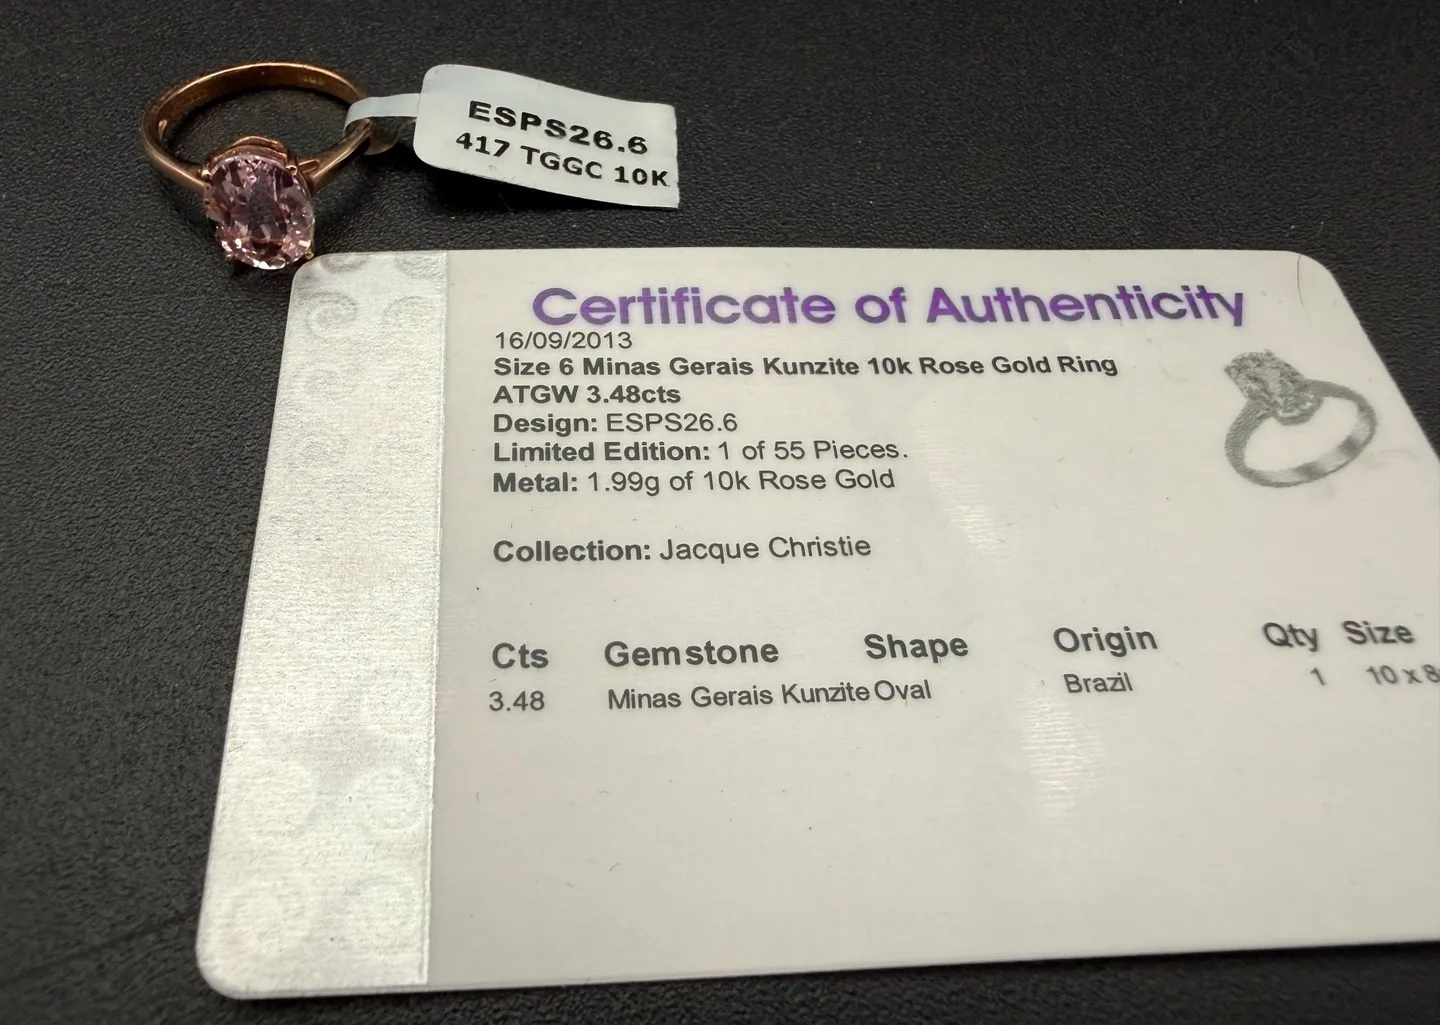 ESPS26.6
417 TGGC 10K
Certificate of Authenticity
16/09/2013
Size 6 Minas Gerais Kunzite 10k Rose Gold Ring
ATGW 3.48cts
Design: ESPS26.6
Limited Edition: 1 of 55 Pieces.
Metal: 1.99g of 10k Rose Gold
Collection: Jacque Christie
Cts Gemstone Shape Origin Qty Size
3.48 Minas Gerais Kunzite Oval Brazil 1 10 x 8